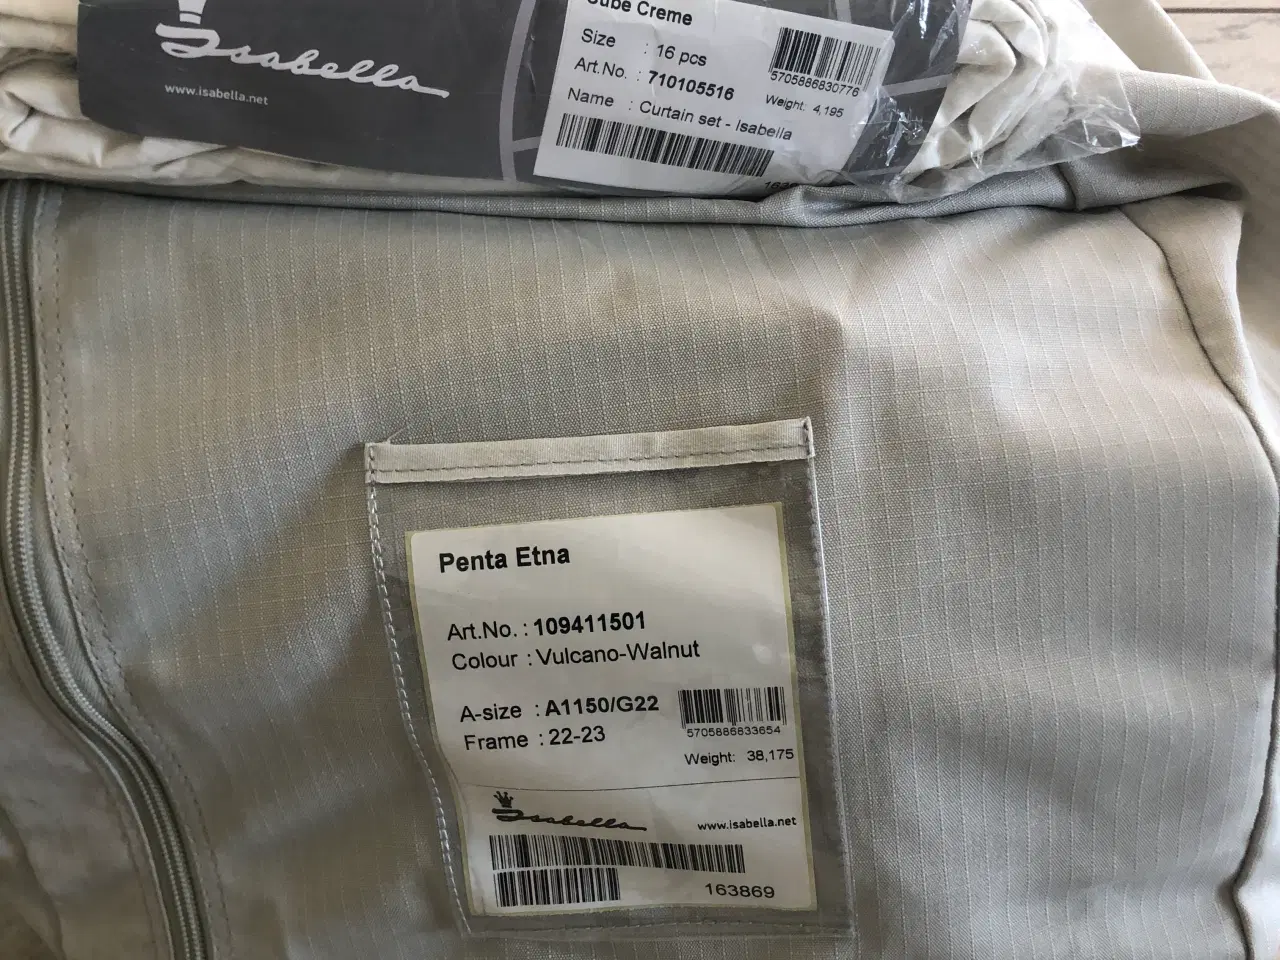 Cube Creme
Size : 16 pcs
Art.No. : 710105516
Name : Curtain set - Isabella
5705886830776
Weight: 4,195
Isabella
www.isabella.net
Penta Etna
Art.No. : 109411501
Colour : Vulcano-Walnut
A-size : A1150/G22
Frame : 22-23
5705886833654
Weight: 38,175
Isabella
www.isabella.net
163869